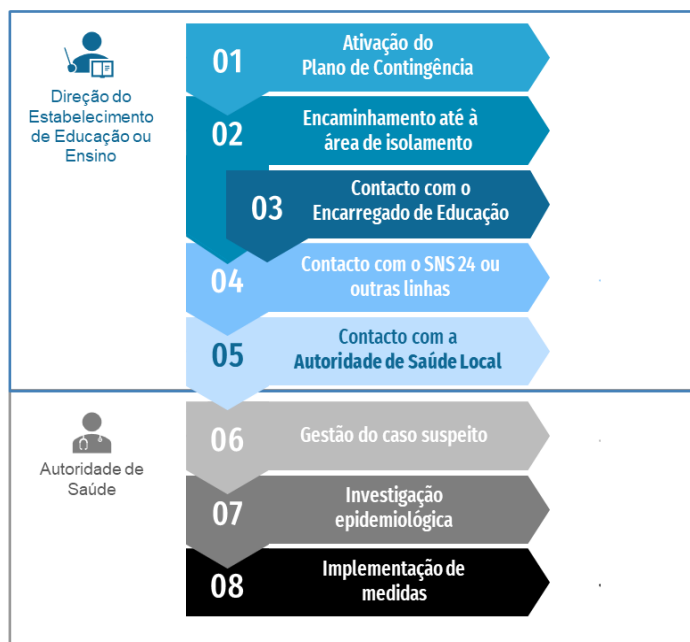 Direção do
Estabelecimento
de Educação ou
Ensino
01
Ativação do
Plano de Contingência
02
Encaminhamento até à
área de isolamento
03
Contacto com o
Encarregado de Educação
04
Contacto com o SNS 24 ou
outras linhas
05
Contacto com a
Autoridade de Saúde Local
Autoridade de
Saúde
06
Gestão do caso suspeito
07
Investigação
epidemiológica
08
Implementação de
medidas